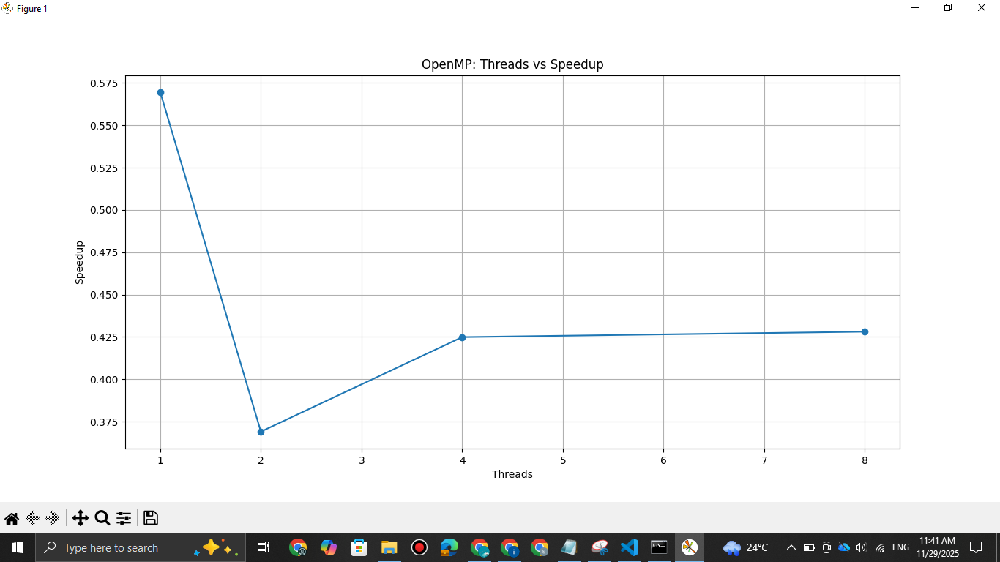 Figure 1
OpenMP: Threads vs Speedup
0.575
0.550
0.525
0.500
0.475
0.450
0.425
0.400
0.375
Speedup
1 2 3 4 5 6 7 8
Threads
Type here to search
24°C
ENG
11:41 AM
11/29/2025